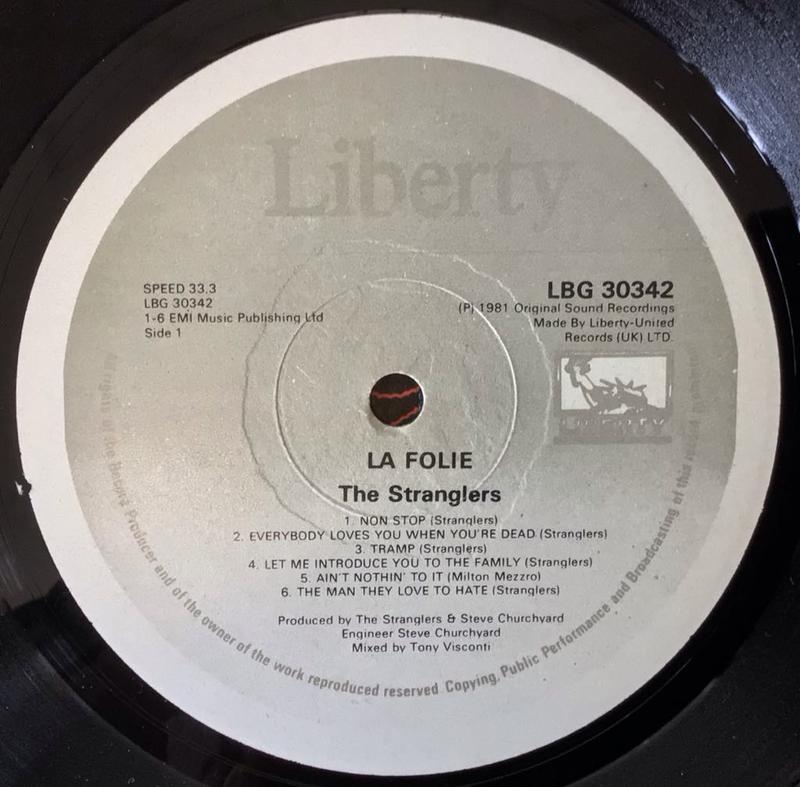 Liberty
SPEED 33.3
LBG 30342
1-6 EMI Music Publishing Ltd
Side 1
LBG 30342
(P) 1981 Original Sound Recordings
Made By Liberty-United
Records (UK) LTD.
LIBERTY
LA FOLIE
The Stranglers
1. NON STOP (Stranglers)
2. EVERYBODY LOVES YOU WHEN YOU'RE DEAD (Stranglers)
3. TRAMP (Stranglers)
4. LET ME INTRODUCE YOU TO THE FAMILY (Stranglers)
5. AIN'T NOTHIN' TO IT (Milton Mezzro)
6. THE MAN THEY LOVE TO HATE (Stranglers)
Produced by The Stranglers & Steve Churchyard
Engineer Steve Churchyard
Mixed by Tony Visconti
All rights of the Record Producer and of the owner of the work reproduced reserved. Copying, Public Performance and Broadcasting of this record prohibited